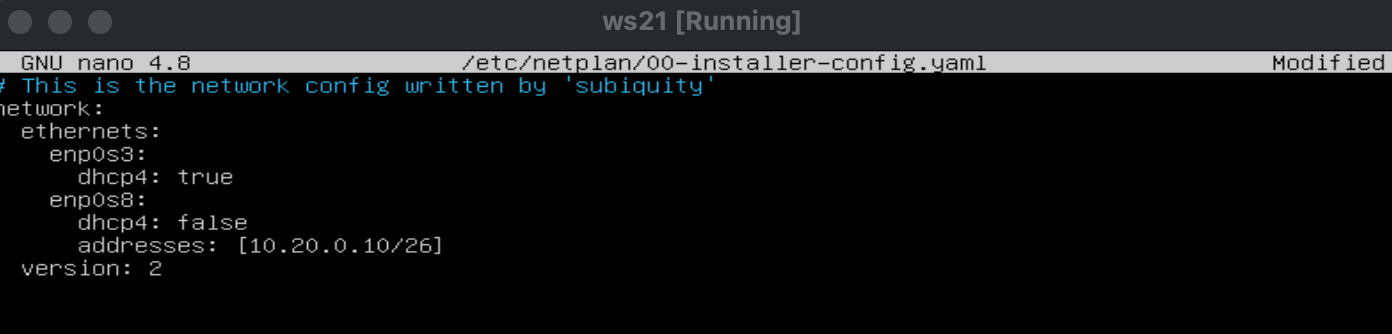 ws21 [Running]
GNU nano 4.8 /etc/netplan/00-installer-config.yaml Modified
# This is the network config written by 'subiquity'
network:
  ethernets:
    enp0s3:
      dhcp4: true
    enp0s8:
      dhcp4: false
      addresses: [10.20.0.10/26]
  version: 2